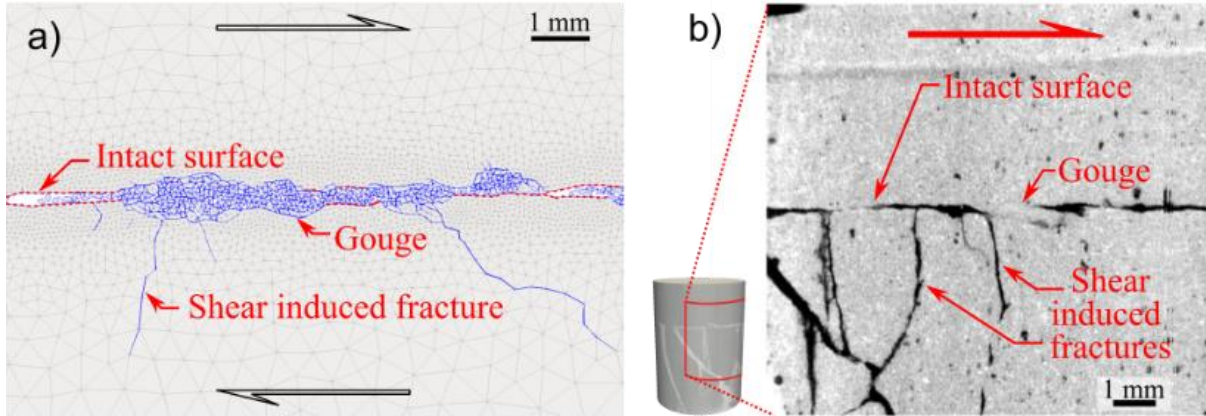 a)
1 mm
Intact surface
Gouge
Shear induced fracture
b)
Intact surface
Gouge
Shear
induced
fractures
1 mm